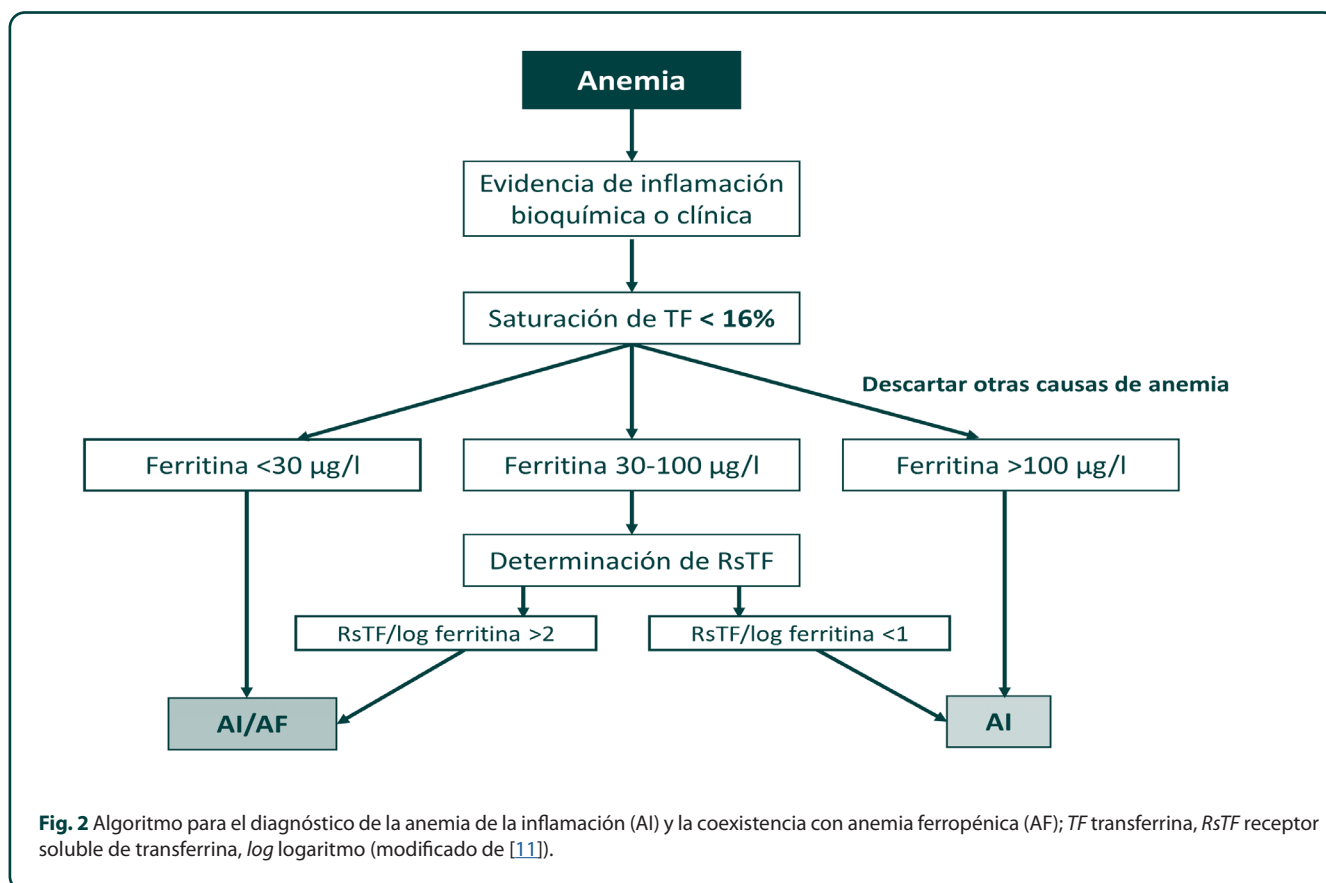 Anemia
Evidencia de inflamación
bioquímica o clínica
Saturación de TF < 16%
Descartar otras causas de anemia
Ferritina <30 µg/l
Ferritina 30-100 µg/l
Ferritina >100 µg/l
Determinación de RsTF
RsTF/log ferritina >2
RsTF/log ferritina <1
AI/AF
AI
Fig. 2 Algoritmo para el diagnóstico de la anemia de la inflamación (AI) y la coexistencia con anemia ferropénica (AF); TF transferrina, RsTF receptor
soluble de transferrina, log logaritmo (modificado de [11]).